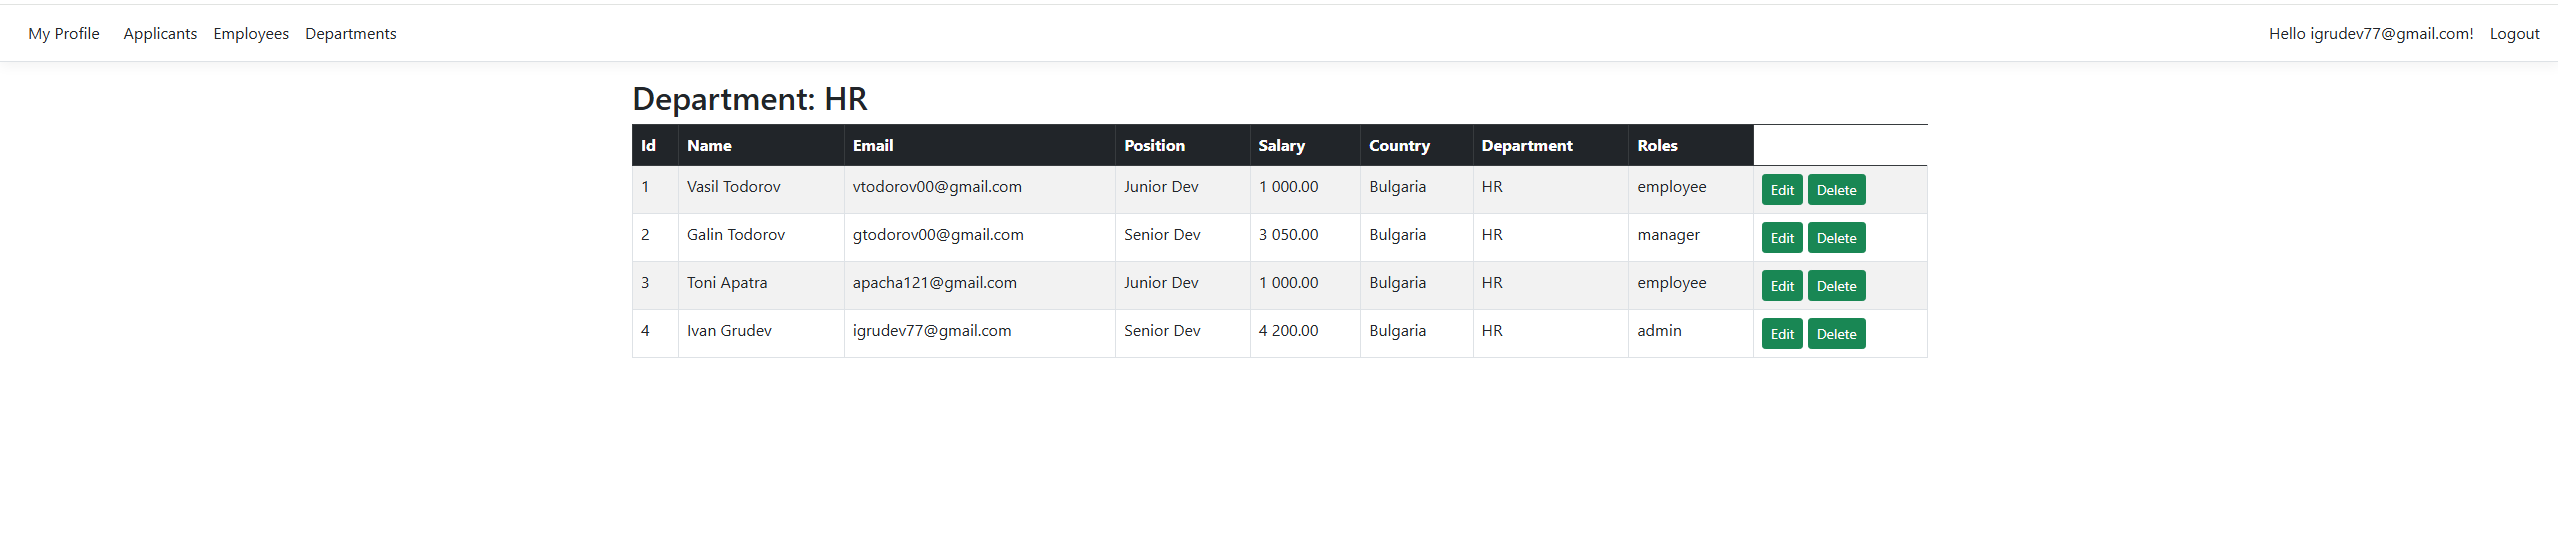 My Profile Applicants Employees Departments Hello igrudev77@gmail.com! Logout
Department: HR
Id Name Email Position Salary Country Department Roles
1 Vasil Todorov vtodorov00@gmail.com Junior Dev 1 000.00 Bulgaria HR employee Edit Delete
2 Galin Todorov gtodorov00@gmail.com Senior Dev 3 050.00 Bulgaria HR manager Edit Delete
3 Toni Apatra apacha121@gmail.com Junior Dev 1 000.00 Bulgaria HR employee Edit Delete
4 Ivan Grudev igrudev77@gmail.com Senior Dev 4 200.00 Bulgaria HR admin Edit Delete